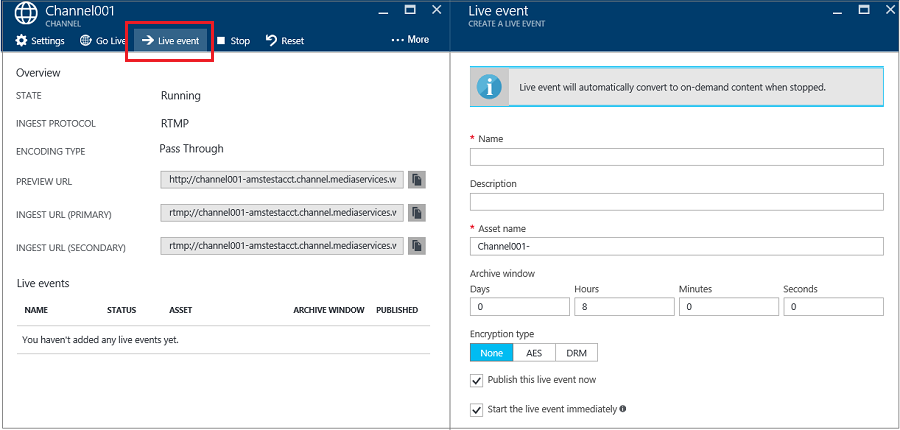 Channel001
CHANNEL
Settings Go Live Live event Stop Reset ... More
Overview
STATE Running
INGEST PROTOCOL RTMP
ENCODING TYPE Pass Through
PREVIEW URL http://channel001-amstestacct.channel.mediaservices.w
INGEST URL (PRIMARY) rtmp://channel001-amstestacct.channel.mediaservices.w
INGEST URL (SECONDARY) rtmp://channel001-amstestacct.channel.mediaservices.w
Live events
NAME STATUS ASSET ARCHIVE WINDOW PUBLISHED
You haven't added any live events yet.
Live event
CREATE A LIVE EVENT
Live event will automatically convert to on-demand content when stopped.
* Name
Description
* Asset name
Channel001-
Archive window
Days Hours Minutes Seconds
0 8 0 0
Encryption type
None AES DRM
Publish this live event now
Start the live event immediately